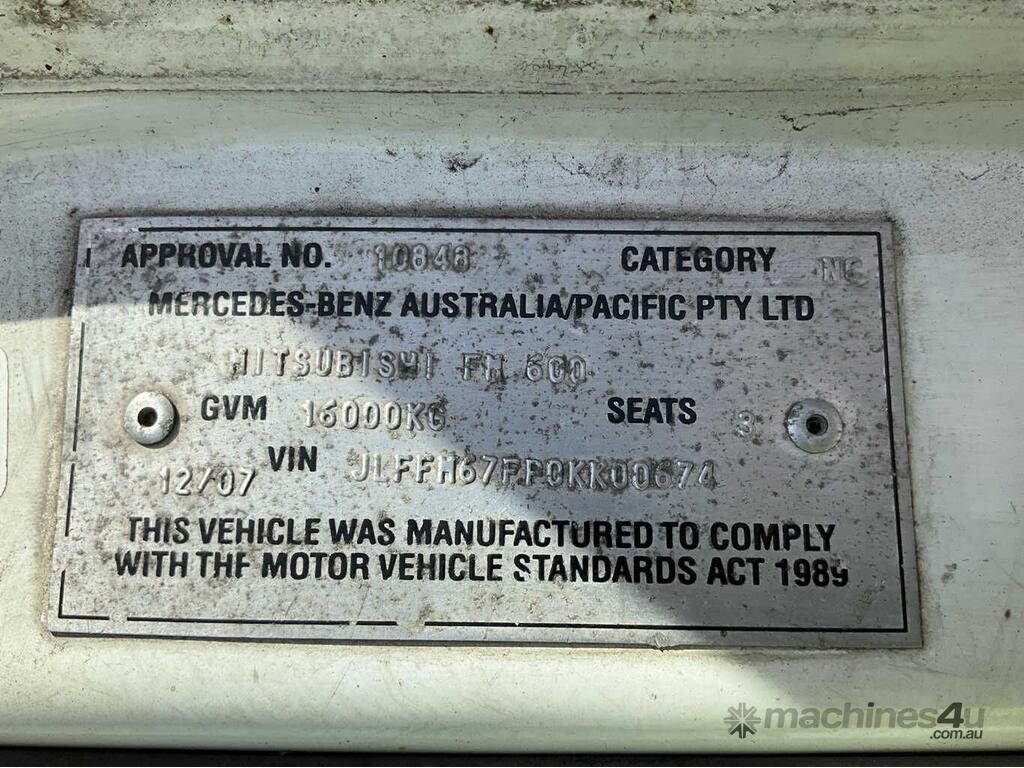 APPROVAL NO. 10848 CATEGORY NC
MERCEDES-BENZ AUSTRALIA/PACIFIC PTY LTD
MITSUBISHI FM 600
GVM 16000KG SEATS 3
12/07 VIN JLFFM67FP0KK00674
THIS VEHICLE WAS MANUFACTURED TO COMPLY
WITH THE MOTOR VEHICLE STANDARDS ACT 1989
machines4u
.com.au